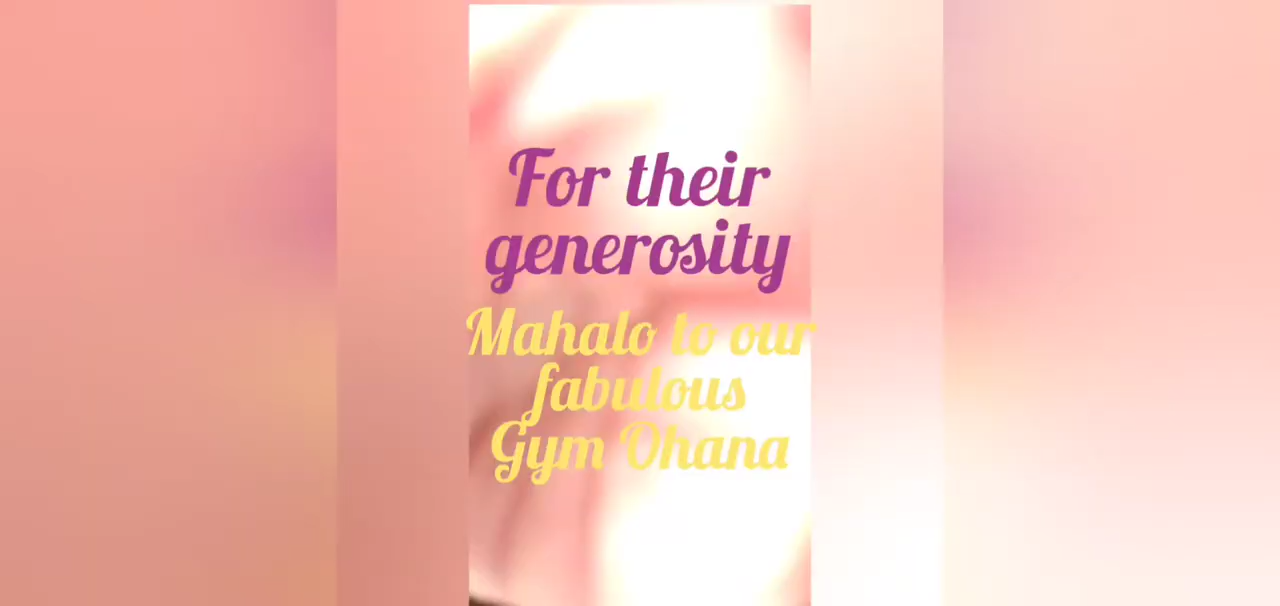 For their
generosity
Mahalo to our
fabulous
Gym Ohana